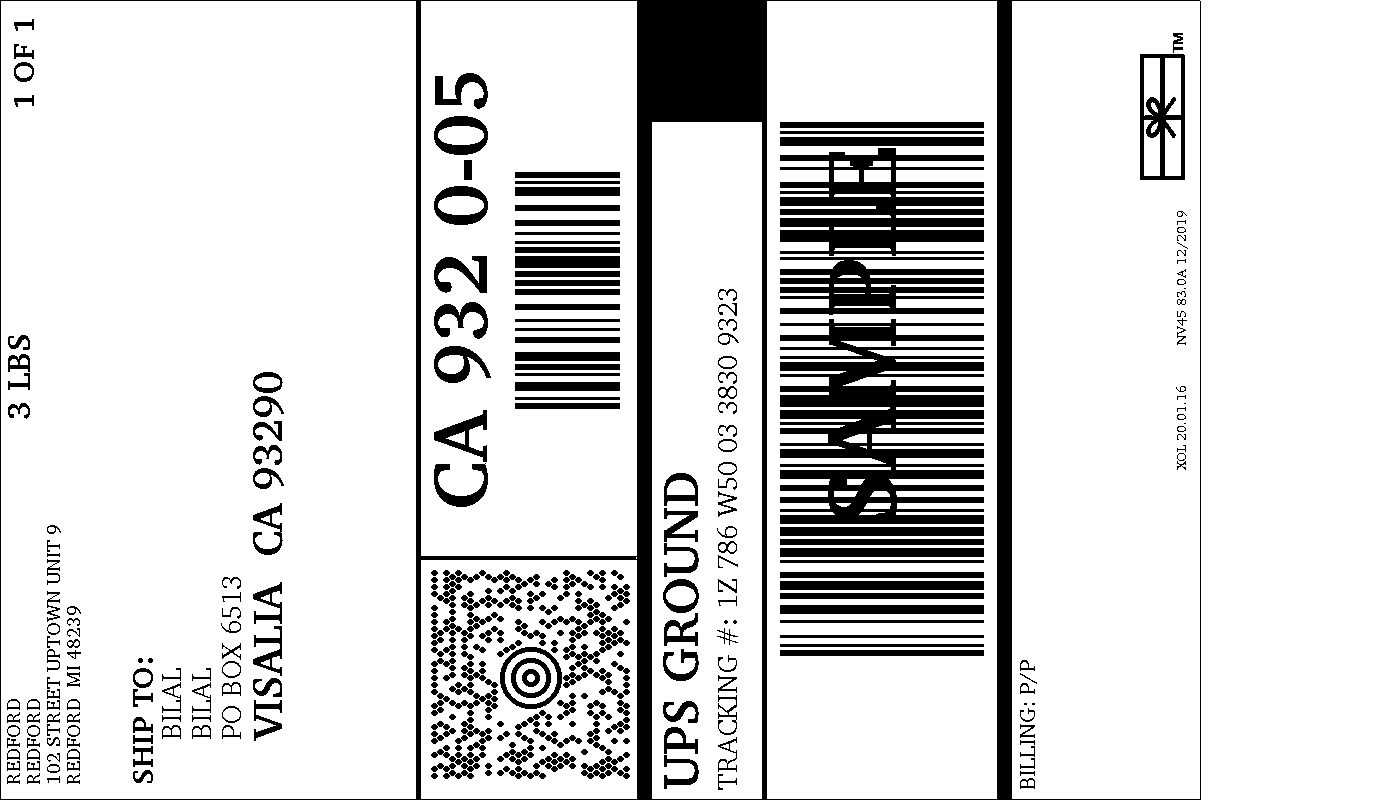 REDFORD
REDFORD
102 STREET UPTOWN UNIT 9
REDFORD MI 48239
3 LBS
1 OF 1
SHIP TO:
BILAL
BILAL
PO BOX 6513
VISALIA CA 93290
CA 932 0-05
UPS GROUND
TRACKING #: 1Z 786 W50 03 3830 9323
SAMPLE
BILLING: P/P
XOL 20.01.16 NV45 83.0A 12/2019
TM